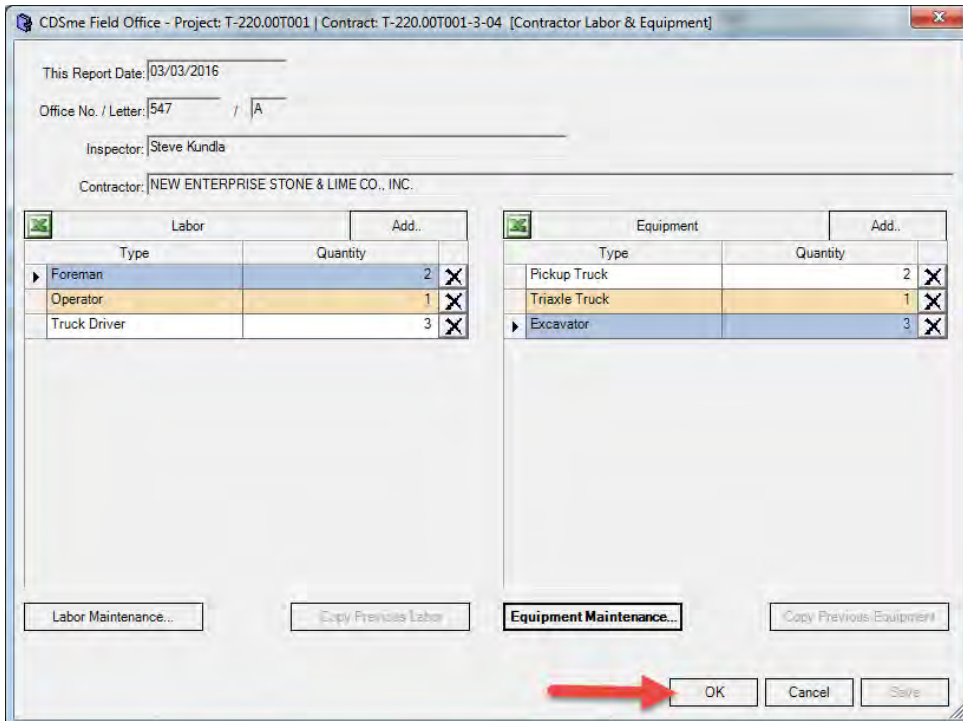 CDSme Field Office - Project: T-220.00T001 | Contract: T-220.00T001-3-04 [Contractor Labor & Equipment]
This Report Date: 03/03/2016
Office No. / Letter: 547 / A
Inspector: Steve Kundla
Contractor: NEW ENTERPRISE STONE & LIME CO., INC.
Labor Add..
Type Quantity
Foreman 2
Operator 1
Truck Driver 3
Equipment Add..
Type Quantity
Pickup Truck 2
Triaxle Truck 1
Excavator 3
Labor Maintenance... Copy Previous Labor Equipment Maintenance... Copy Previous Equipment
OK Cancel Save